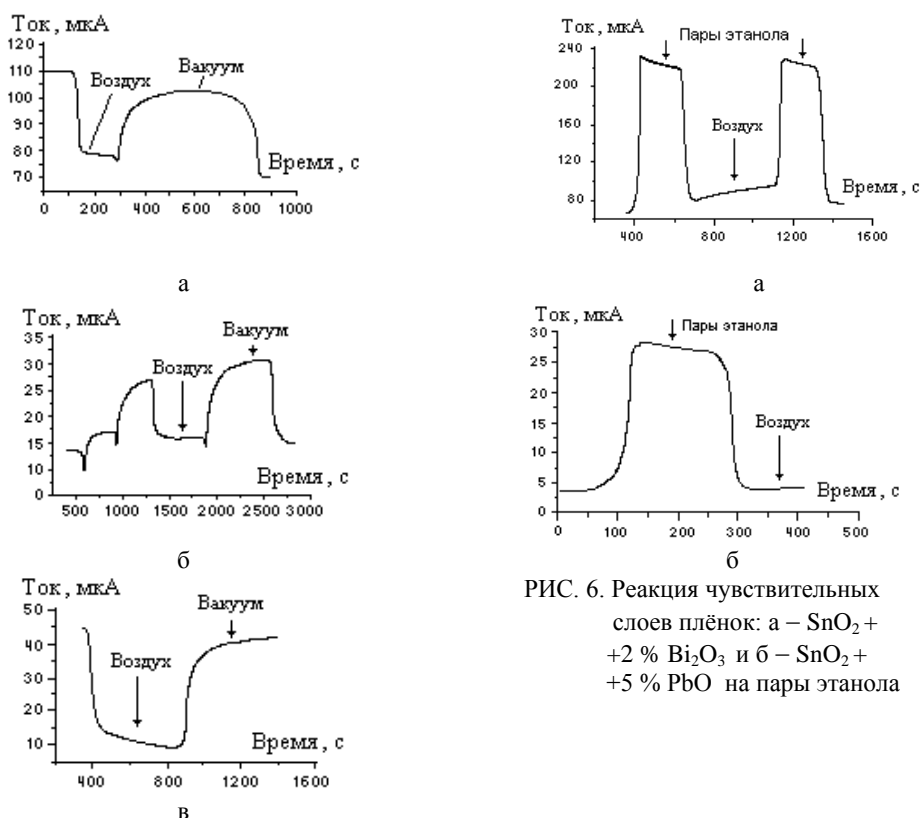 Ток, мкА
120
110
100
90
80
70
Воздух
Вакуум
Время, с
0 200 400 600 800 1000
а
Ток, мкА
35
30
25
20
15
10
5
0
Воздух
Вакуум
Время, с
500 1000 1500 2000 2500 3000
б
Ток, мкА
50
40
30
20
10
Воздух
Вакуум
Время, с
400 800 1200 1600
в
Ток, мкА
240
200
160
120
80
Пары этанола
Воздух
Время, с
400 800 1200 1600
а
Ток, мкА
30
25
20
15
10
5
0
Пары этанола
Воздух
Время, с
0 100 200 300 400 500
б
РИС. 6. Реакция чувствительных
слоев плёнок: а – SnO₂ +
+2 % Bi₂O₃ и б – SnO₂ +
+5 % PbO на пары этанола